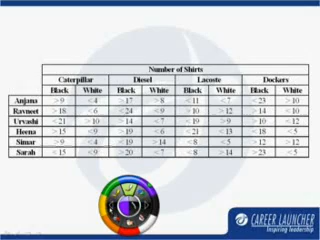 Number of Shirts
Caterpillar Diesel Lacoste Dockers
Black White Black White Black White Black White
Anjana > 9 < 4 > 17 > 8 < 11 < 7 < 23 > 10
Ravneet > 18 < 6 < 24 < 9 > 10 > 12 > 14 < 10
Urvashi < 21 > 10 > 14 < 7 < 19 > 9 > 19 < 12
Heena > 15 < 9 > 19 < 6 < 21 < 13 < 18 < 5
Simar > 9 < 4 < 19 > 14 < 8 < 5 > 12 > 12
Sarah < 15 < 9 > 20 < 7 < 8 < 14 > 23 < 5
CAREER LAUNCHER
Inspiring leadership